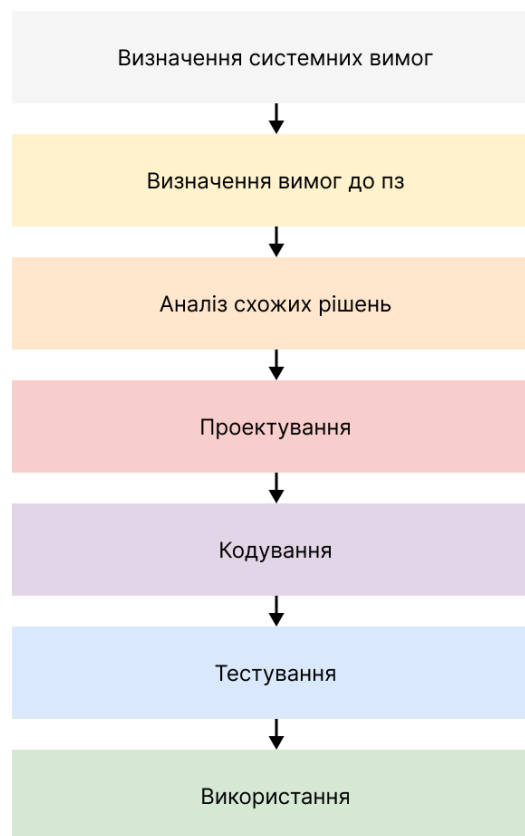 Визначення системних вимог
Визначення вимог до пз
Аналіз схожих рішень
Проектування
Кодування
Тестування
Використання